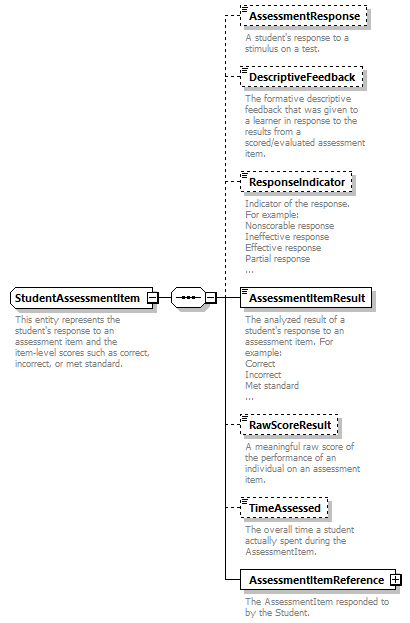 AssessmentResponse
A student's response to a
stimulus on a test.
DescriptiveFeedback
The formative descriptive
feedback that was given to
a learner in response to the
results from a
scored/evaluated assessment
item.
ResponseIndicator
Indicator of the response.
For example:
Nonscorable response
Ineffective response
Effective response
Partial response
...
StudentAssessmentItem
This entity represents the
student's response to an
assessment item and the
item-level scores such as correct,
incorrect, or met standard.
AssessmentItemResult
The analyzed result of a
student's response to an
assessment item. For
example:
Correct
Incorrect
Met standard
...
RawScoreResult
A meaningful raw score of
the performance of an
individual on an assessment
item.
TimeAssessed
The overall time a student
actually spent during the
AssessmentItem.
AssessmentItemReference
The AssessmentItem responded to
by the Student.